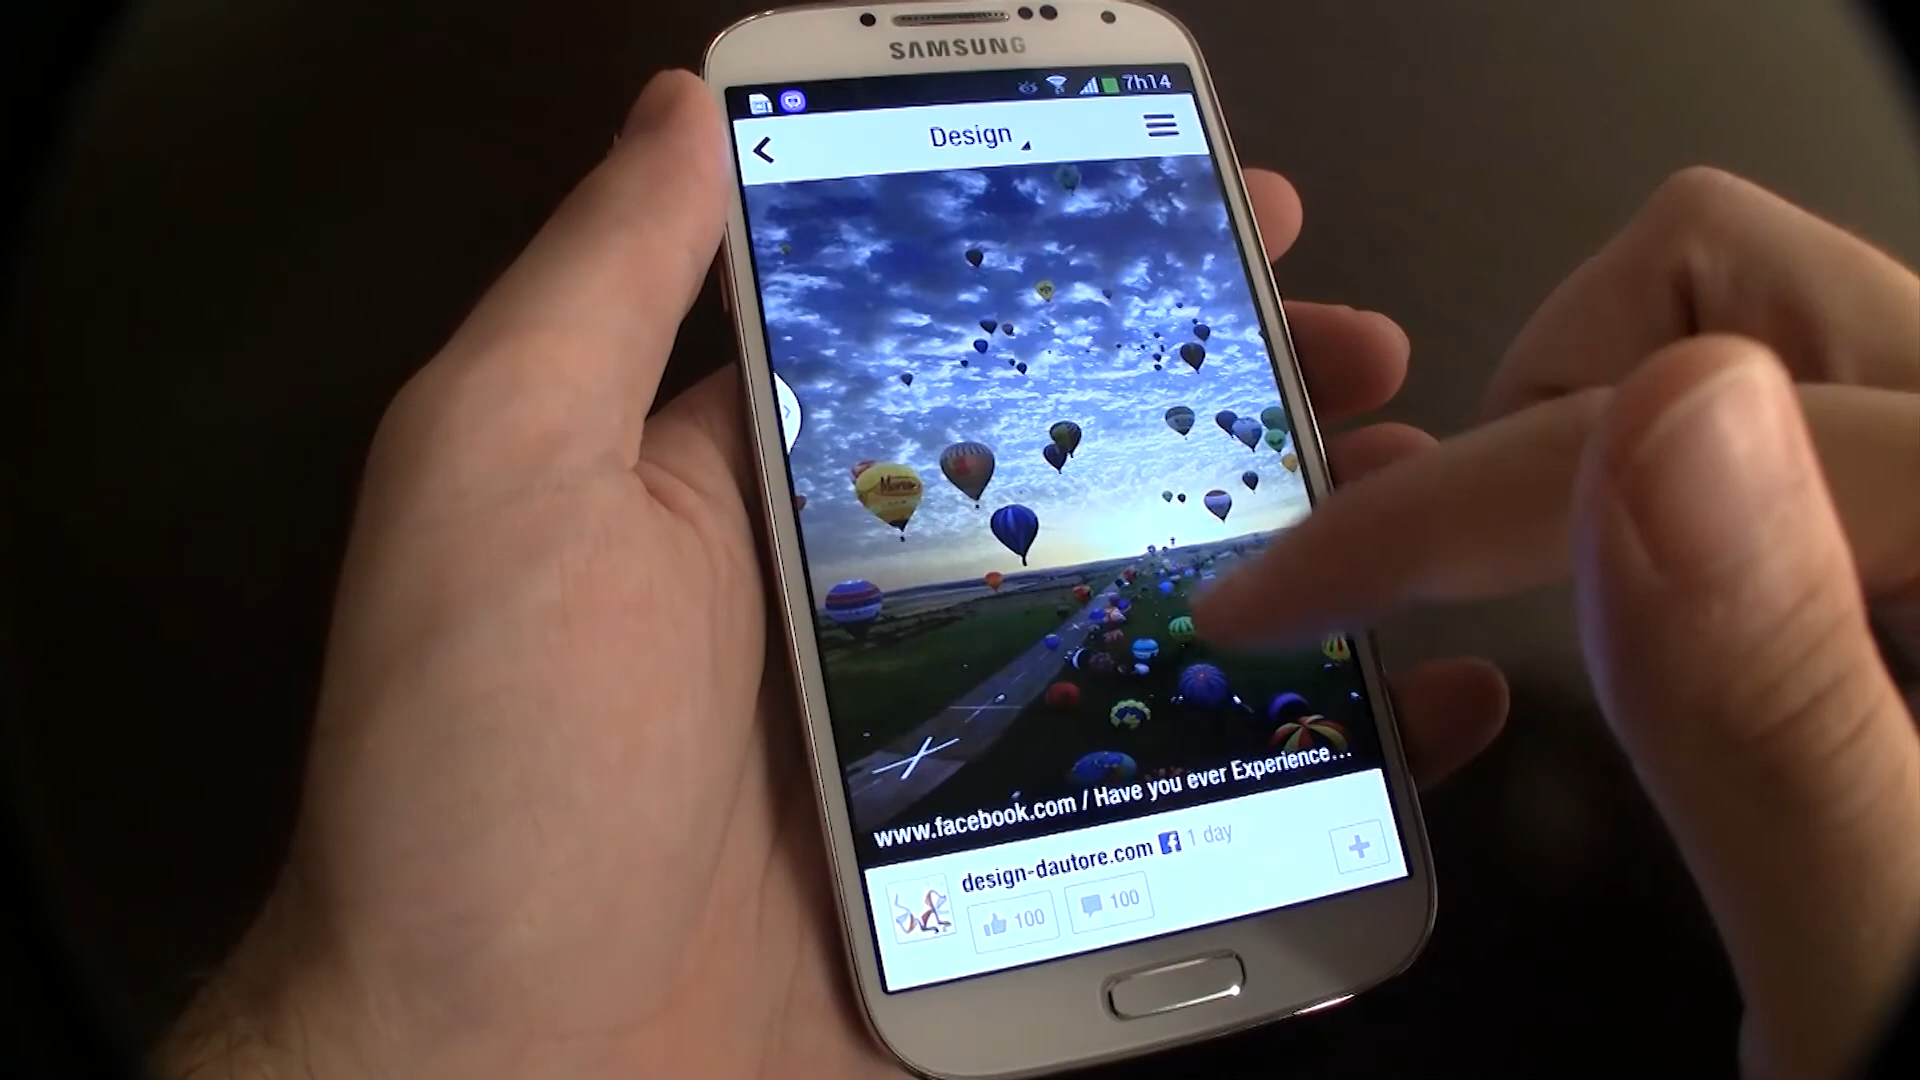 SAMSUNG
7h14
Design
www.facebook.com / Have you ever Experience...
design-dautore.com f 1 day
100 100